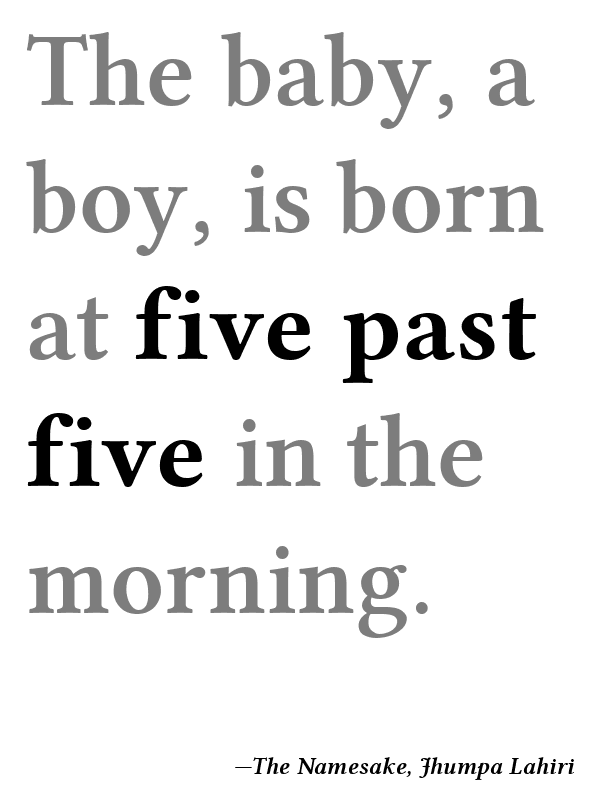 The baby, a
boy, is born
at five past
five in the
morning.
—The Namesake, Jhumpa Lahiri